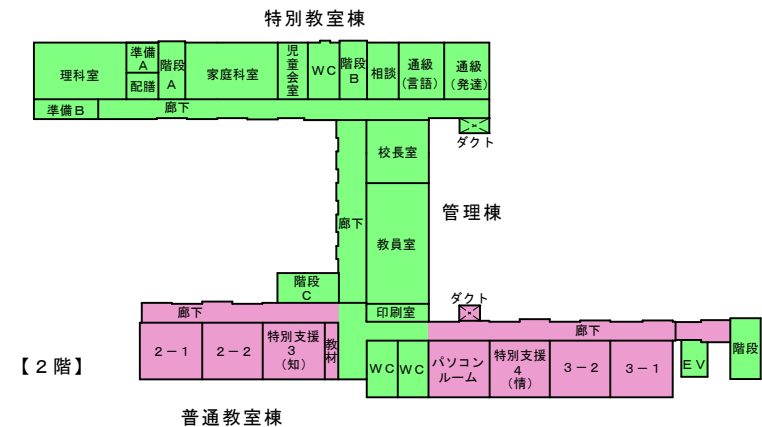 特別教室棟
理科室
準備
A
配膳
階段
A
家庭科室
児
童
会
室
WC
階段
B
相談
通級
(言語)
通級
(発達)
準備B
廊下
ダクト
校長室
廊下
教員室
管理棟
階段
C
印刷室
ダクト
廊下
廊下
2-1
2-2
特別支援
3
(知)
教
材
WC
WC
パソコン
ルーム
特別支援
4
(情)
3-2
3-1
EV
階段
【2階】
普通教室棟